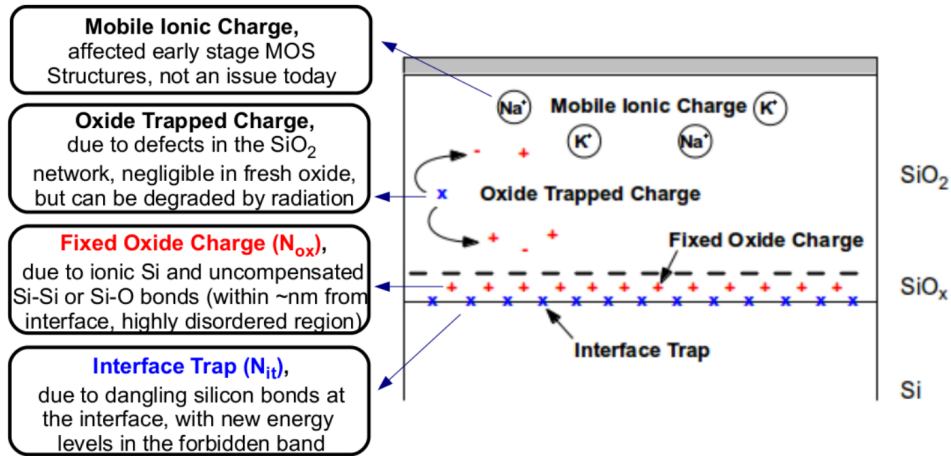 Mobile Ionic Charge,
affected early stage MOS
Structures, not an issue today
Oxide Trapped Charge,
due to defects in the SiO₂
network, negligible in fresh oxide,
but can be degraded by radiation
Fixed Oxide Charge (Nₒₓ),
due to ionic Si and uncompensated
Si-Si or Si-O bonds (within ~nm from
interface, highly disordered region)
Interface Trap (Nᵢₜ),
due to dangling silicon bonds at
the interface, with new energy
levels in the forbidden band
Na⁺ Mobile Ionic Charge K⁺
K⁺ Na⁺
- +
x Oxide Trapped Charge
+ - +
Fixed Oxide Charge
+ + + + + + + + + + +
x x x x x x x x x x x x
Interface Trap
SiO₂
SiOₓ
Si